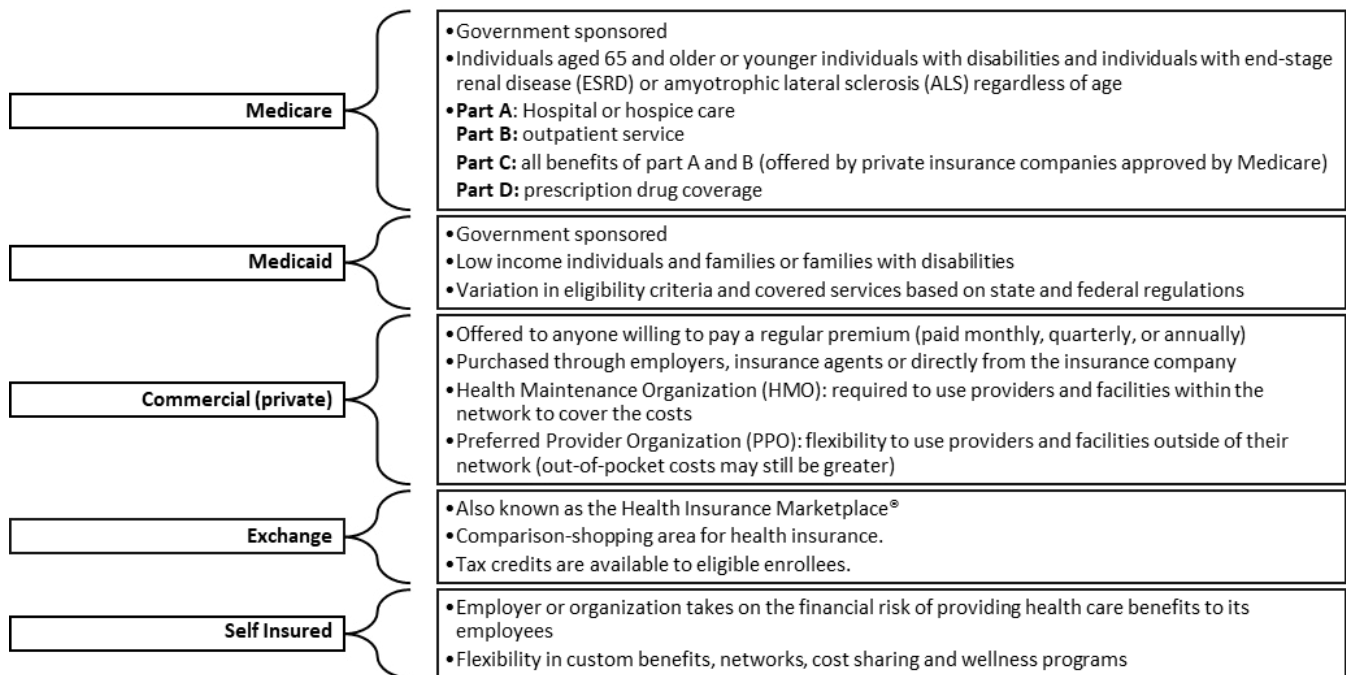 Medicare
•Government sponsored
•Individuals aged 65 and older or younger individuals with disabilities and individuals with end-stage
renal disease (ESRD) or amyotrophic lateral sclerosis (ALS) regardless of age
•Part A: Hospital or hospice care
Part B: outpatient service
Part C: all benefits of part A and B (offered by private insurance companies approved by Medicare)
Part D: prescription drug coverage
Medicaid
•Government sponsored
•Low income individuals and families or families with disabilities
•Variation in eligibility criteria and covered services based on state and federal regulations
Commercial (private)
•Offered to anyone willing to pay a regular premium (paid monthly, quarterly, or annually)
•Purchased through employers, insurance agents or directly from the insurance company
•Health Maintenance Organization (HMO): required to use providers and facilities within the
network to cover the costs
•Preferred Provider Organization (PPO): flexibility to use providers and facilities outside of their
network (out-of-pocket costs may still be greater)
Exchange
•Also known as the Health Insurance Marketplace®
•Comparison-shopping area for health insurance.
•Tax credits are available to eligible enrollees.
Self Insured
•Employer or organization takes on the financial risk of providing health care benefits to its
employees
•Flexibility in custom benefits, networks, cost sharing and wellness programs